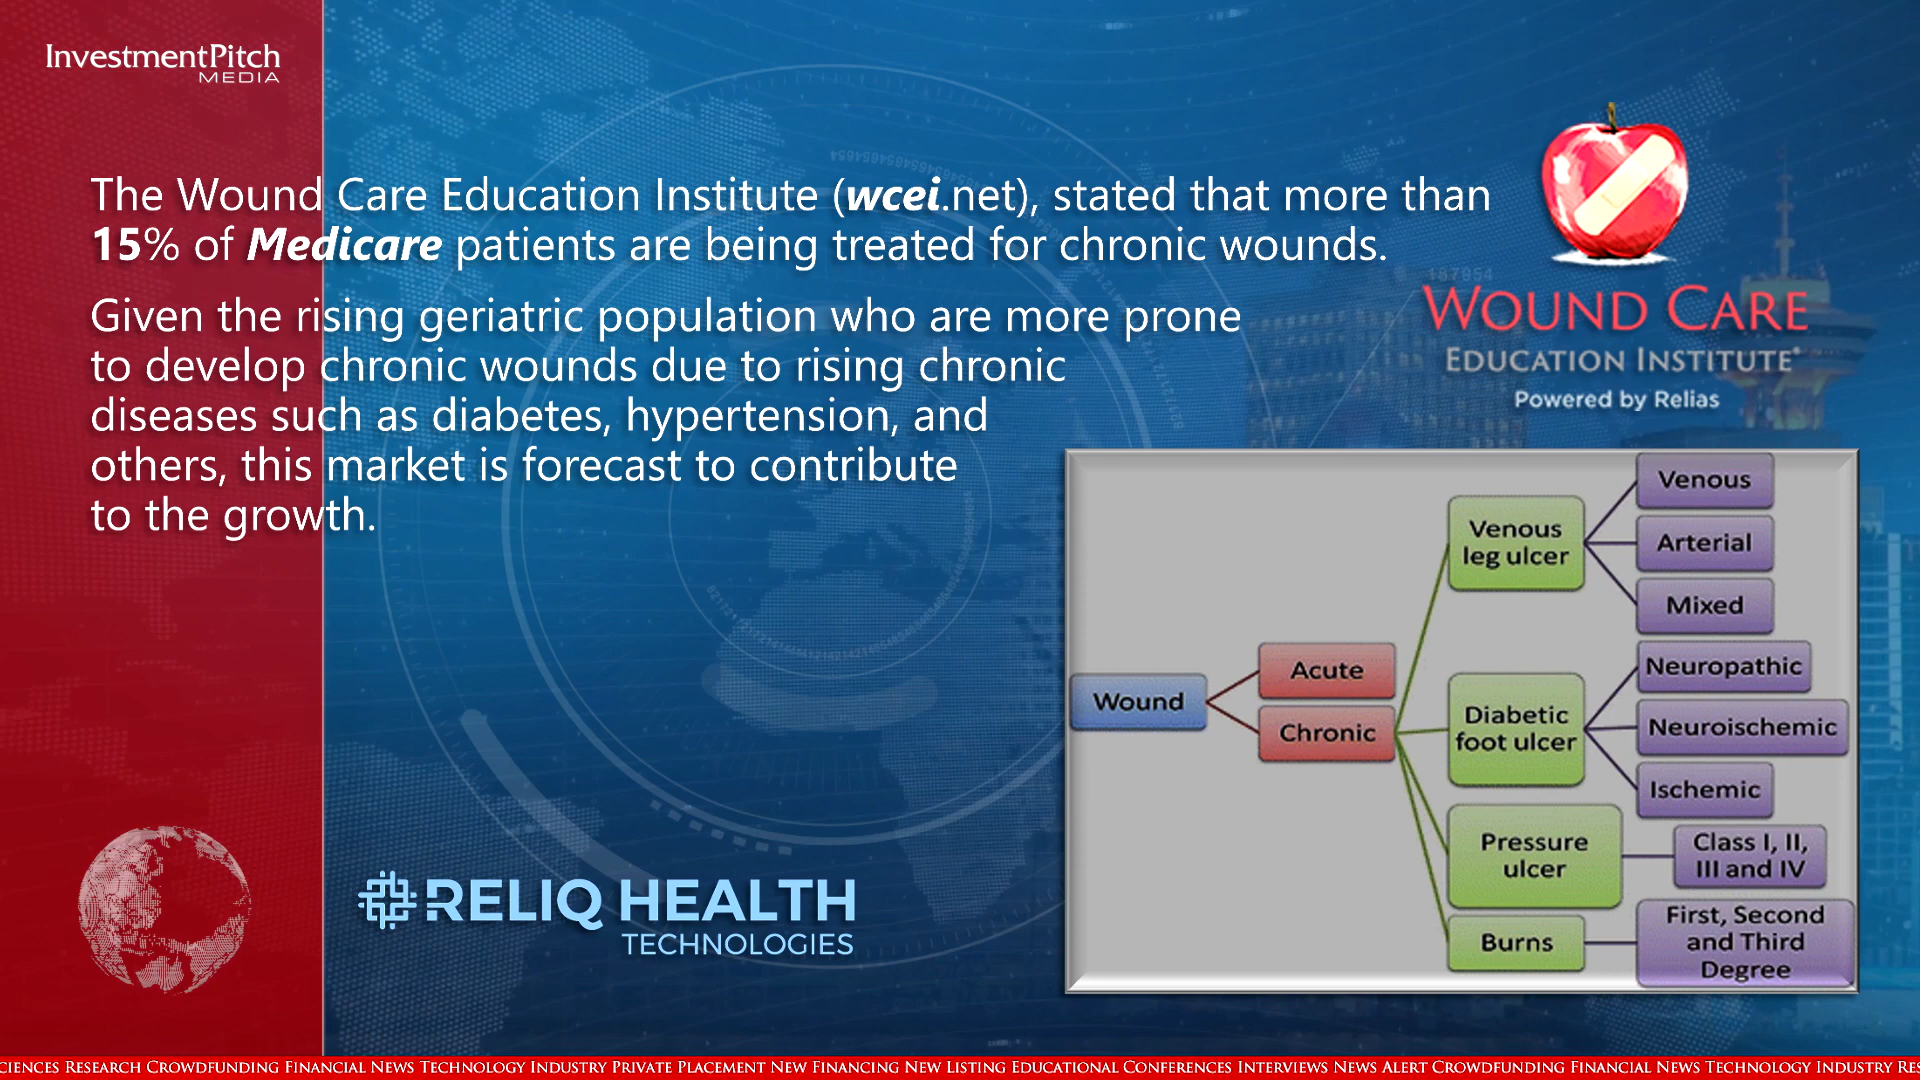 InvestmentPitch
MEDIA
The Wound Care Education Institute (wcei.net), stated that more than
15% of Medicare patients are being treated for chronic wounds.
Given the rising geriatric population who are more prone
to develop chronic wounds due to rising chronic
diseases such as diabetes, hypertension, and
others, this market is forecast to contribute
to the growth.
WOUND CARE
EDUCATION INSTITUTE®
Powered by Relias
Wound
Acute
Chronic
Venous
leg ulcer
Venous
Arterial
Mixed
Diabetic
foot ulcer
Neuropathic
Neuroischemic
Ischemic
Pressure
ulcer
Class I, II,
III and IV
Burns
First, Second
and Third
Degree
RELIQ HEALTH
TECHNOLOGIES
CIENCES RESEARCH CROWDFUNDING FINANCIAL NEWS TECHNOLOGY INDUSTRY PRIVATE PLACEMENT NEW FINANCING NEW LISTING EDUCATIONAL CONFERENCES INTERVIEWS NEWS ALERT CROWDFUNDING FINANCIAL NEWS TECHNOLOGY INDUSTRY RES